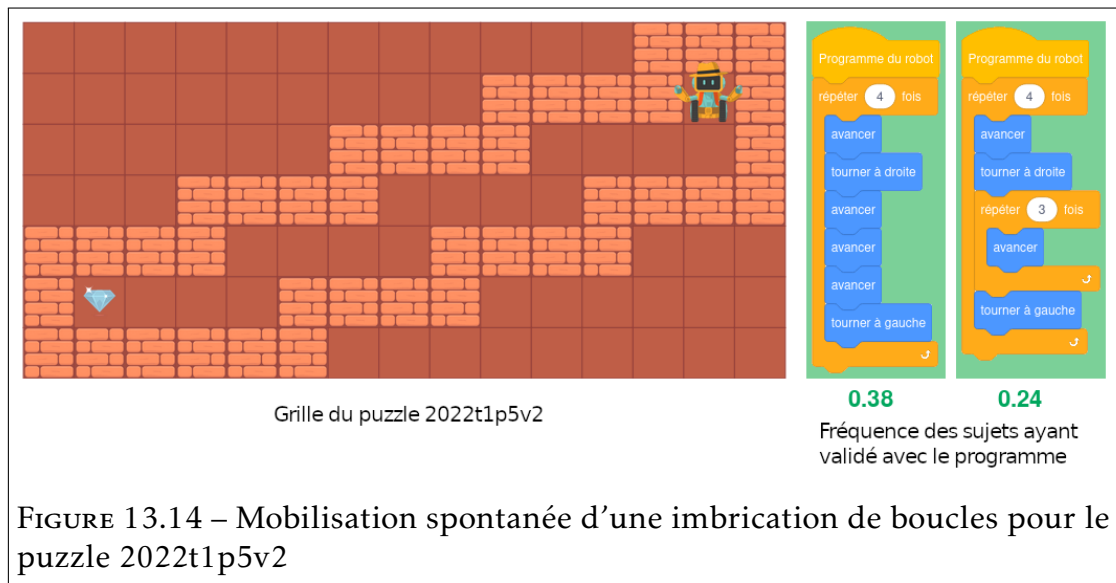 Programme du robot
répéter 4 fois
avancer
tourner à droite
avancer
avancer
avancer
tourner à gauche
Programme du robot
répéter 4 fois
avancer
tourner à droite
répéter 3 fois
avancer
tourner à gauche
0.38
0.24
Grille du puzzle 2022t1p5v2
Fréquence des sujets ayant
validé avec le programme
FIGURE 13.14 – Mobilisation spontanée d'une imbrication de boucles pour le
puzzle 2022t1p5v2